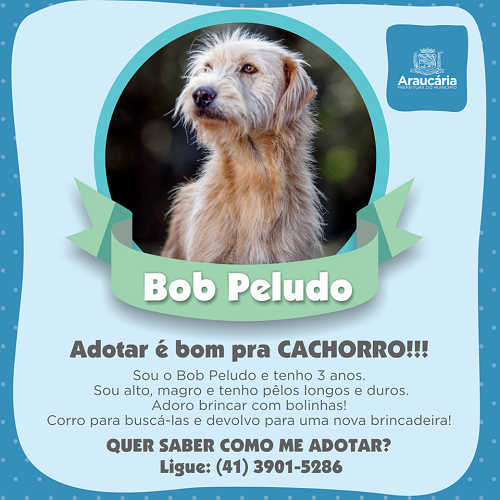 Araucária
PREFEITURA DO MUNICÍPIO
Bob Peludo
Adotar é bom pra CACHORRO!!!
Sou o Bob Peludo e tenho 3 anos.
Sou alto, magro e tenho pêlos longos e duros.
Adoro brincar com bolinhas!
Corro para buscá-las e devolvo para uma nova brincadeira!
QUER SABER COMO ME ADOTAR?
Ligue: (41) 3901-5286